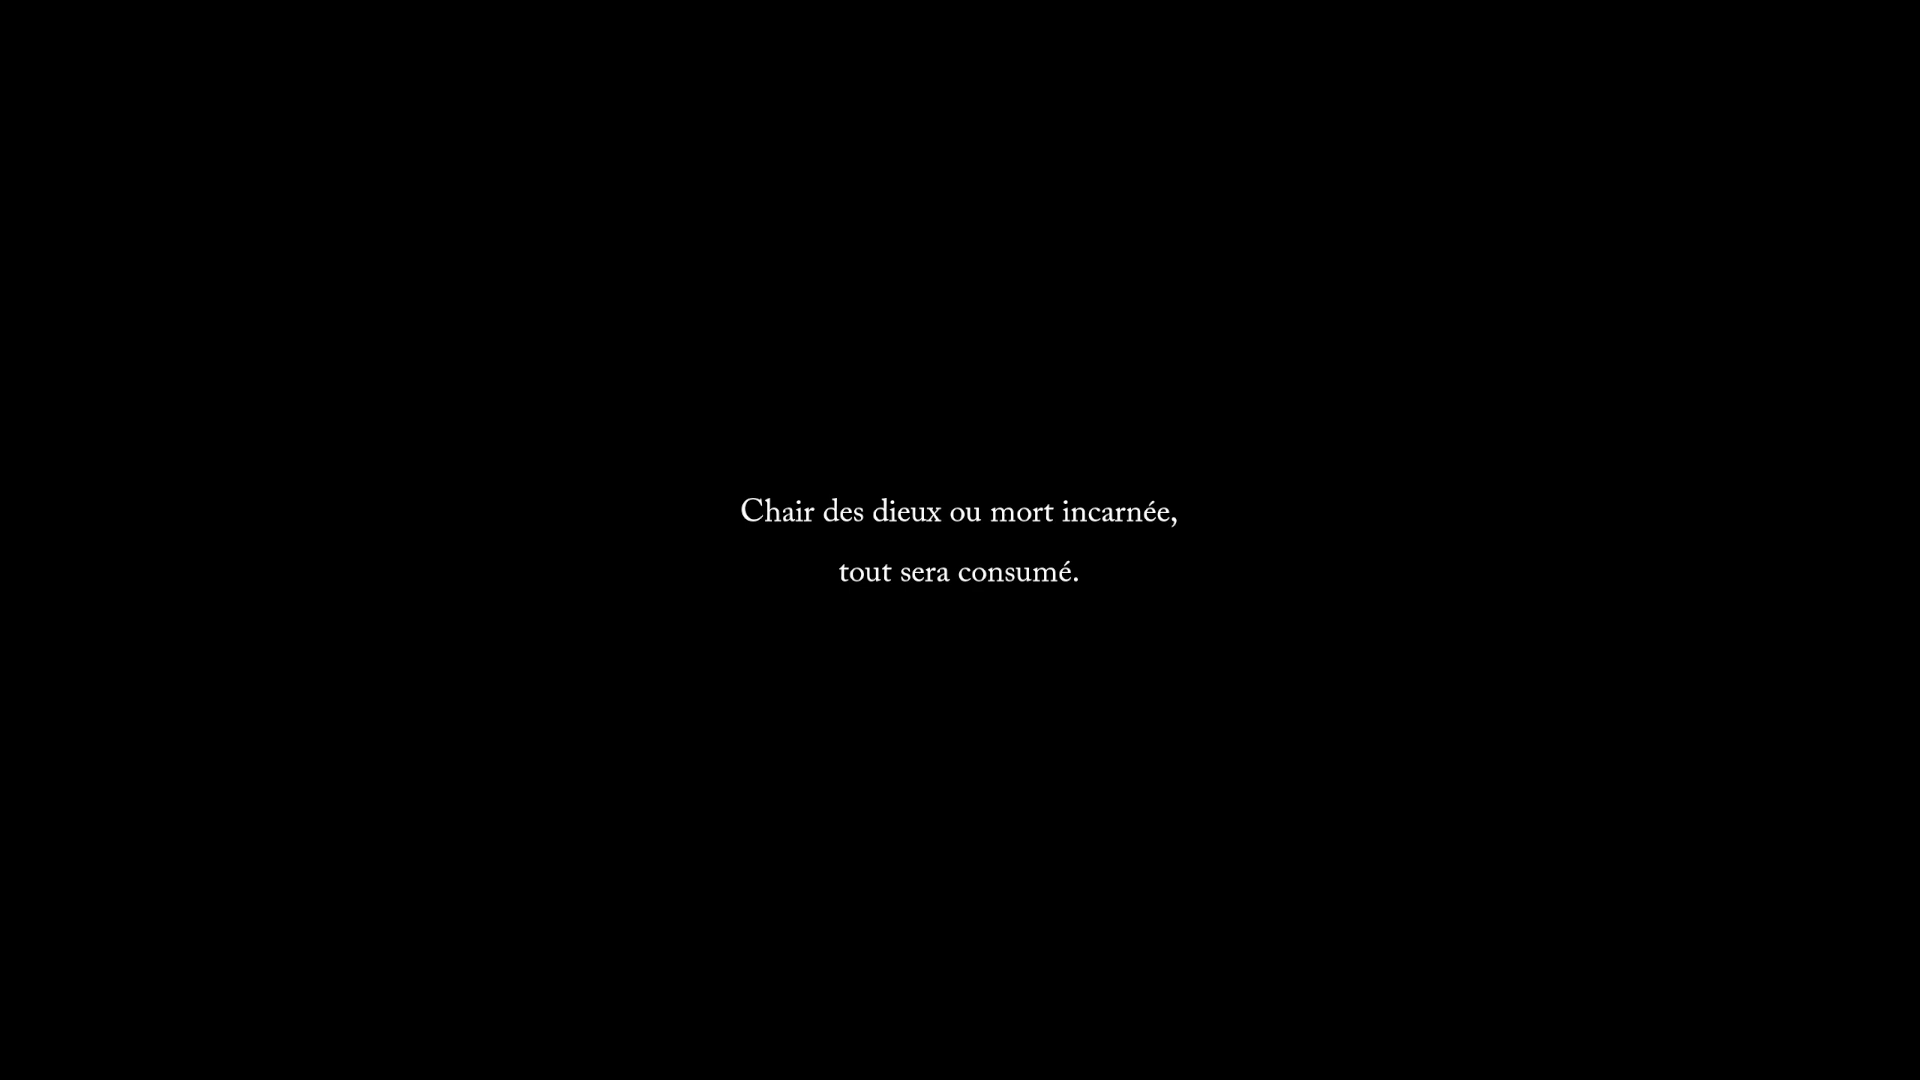 Chair des dieux ou mort incarnée,
tout sera consumé.